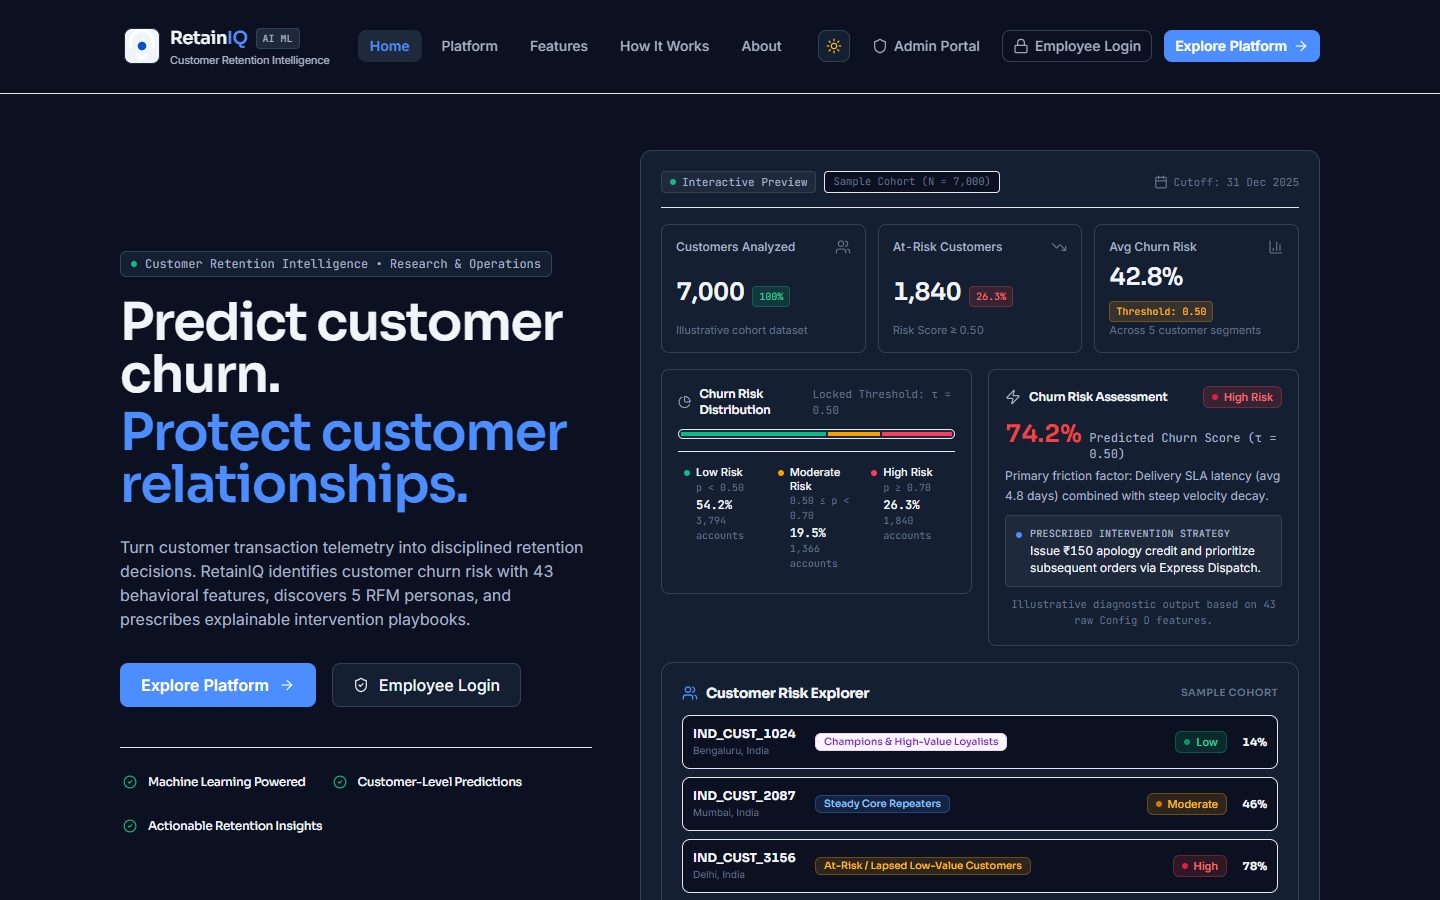 RetainIQ AI ML
Customer Retention Intelligence
Home
Platform
Features
How It Works
About
Admin Portal
Employee Login
Explore Platform
Customer Retention Intelligence • Research & Operations
Predict customer
churn.
Protect customer
relationships.
Turn customer transaction telemetry into disciplined retention
decisions. RetainIQ identifies customer churn risk with 43
behavioral features, discovers 5 RFM personas, and
prescribes explainable intervention playbooks.
Explore Platform
Employee Login
Machine Learning Powered
Customer-Level Predictions
Actionable Retention Insights
Interactive Preview
Sample Cohort (N = 7,000)
Cutoff: 31 Dec 2025
Customers Analyzed
7,000 100%
Illustrative cohort dataset
At-Risk Customers
1,840 26.3%
Risk Score ≥ 0.50
Avg Churn Risk
42.8%
Threshold: 0.50
Across 5 customer segments
Churn Risk
Distribution
Locked Threshold: τ =
0.50
Low Risk
p < 0.50
54.2%
3,794
accounts
Moderate
Risk
0.50 ≤ p <
0.70
19.5%
1,366
accounts
High Risk
p ≥ 0.70
26.3%
1,840
accounts
Churn Risk Assessment
High Risk
74.2% Predicted Churn Score (τ =
0.50)
Primary friction factor: Delivery SLA latency (avg
4.8 days) combined with steep velocity decay.
PRESCRIBED INTERVENTION STRATEGY
Issue ₹150 apology credit and prioritize
subsequent orders via Express Dispatch.
Illustrative diagnostic output based on 43
raw Config D features.
Customer Risk Explorer
SAMPLE COHORT
IND_CUST_1024
Bengaluru, India
Champions & High-Value Loyalists
Low
14%
IND_CUST_2087
Mumbai, India
Steady Core Repeaters
Moderate
46%
IND_CUST_3156
Delhi, India
At-Risk / Lapsed Low-Value Customers
High
78%